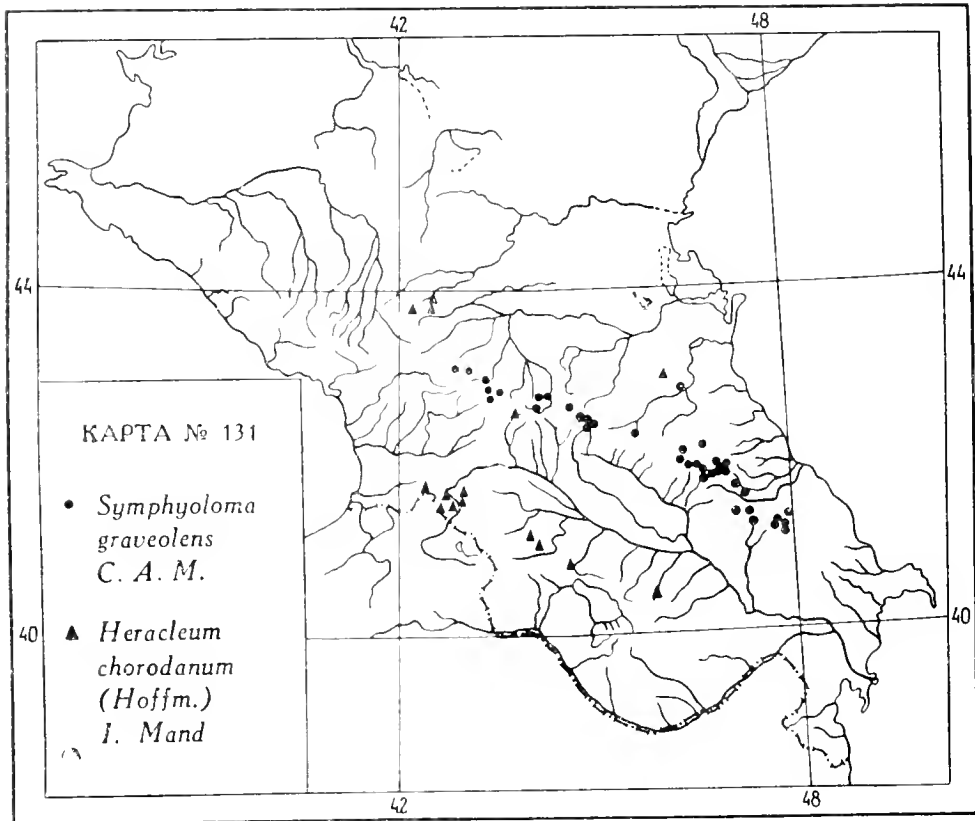 42 48
44 44
КАРТА № 131
Symphyoloma
graveolens
C. A. M.
40 40
Heracleum
chorodanum
(Hoffm.)
I. Mand
42 48